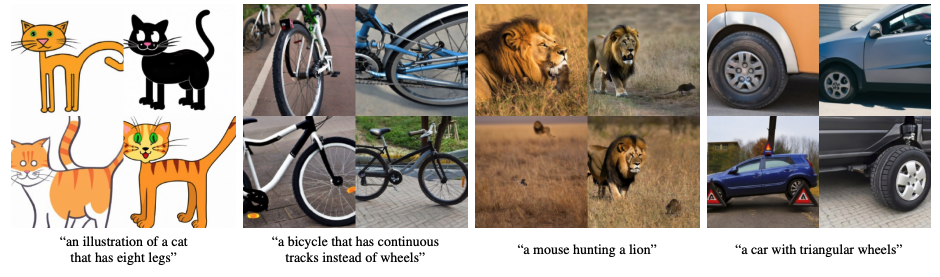 “an illustration of a cat
that has eight legs”
“a bicycle that has continuous
tracks instead of wheels”
“a mouse hunting a lion”
“a car with triangular wheels”